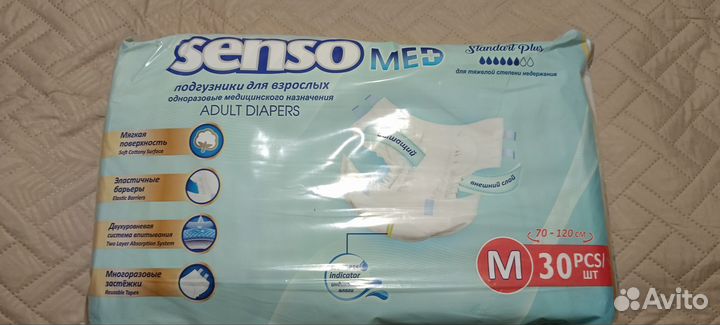 senso MED
Standart Plus
для тяжелой степени недержания
подгузники для взрослых
одноразовые медицинского назначения
ADULT DIAPERS
Мягкая
поверхность
Soft Cottony Surface
Эластичные
барьеры
Elastic Barriers
Двухуровневая
система впитывания
Two Layer Absorption System
Многоразовые
застёжки
Reusable Tapes
внешний слой
indicator
влаги
70 - 120 см
M
30 PCS/
ШТ
Avito